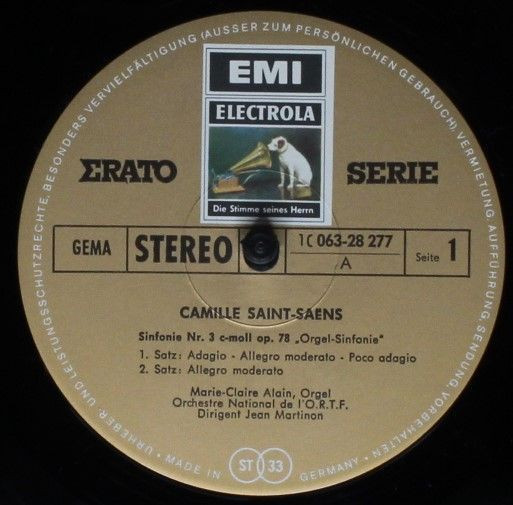 URHEBER- UND LEISTUNGSSCHUTZRECHTE, BESONDERS VERVIELFÄLTIGUNG (AUSSER ZUM PERSÖNLICHEN GEBRAUCH), VERMIETUNG, AUFFÜHRUNG, SENDUNG, VORBEHALTEN
EMI
ELECTROLA
ERATO SERIE
Die Stimme seines Herrn
GEMA STEREO 1C 063-28 277 Seite 1
A
CAMILLE SAINT-SAENS
Sinfonie Nr. 3 c-moll op. 78 „Orgel-Sinfonie"
1. Satz: Adagio - Allegro moderato - Poco adagio
2. Satz: Allegro moderato
Marie-Claire Alain, Orgel
Orchestre National de l'O.R.T.F.
Dirigent Jean Martinon
• MADE IN ST 33 GERMANY •